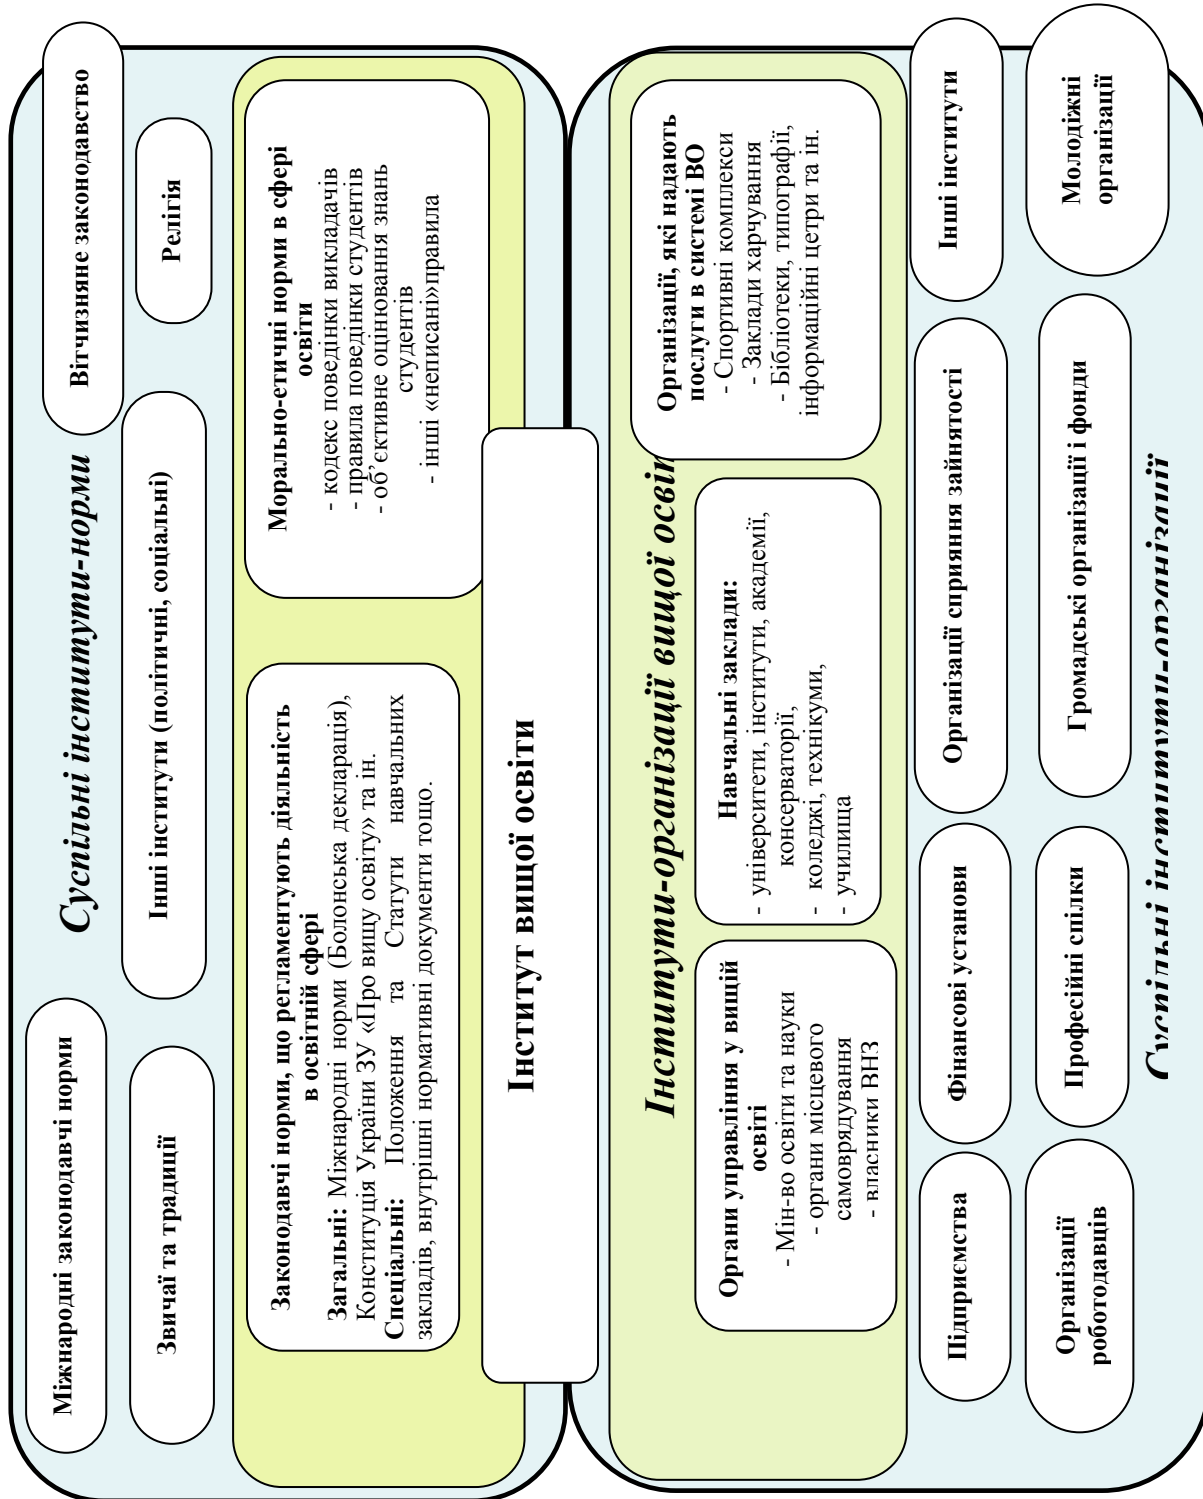 Суспільні інститути-норми
Міжнародні законодавчі норми
Вітчизняне законодавство
Звичаї та традиції
Інші інститути (політичні, соціальні)
Релігія
Законодавчі норми, що регламентують діяльність
в освітній сфері
Загальні: Міжнародні норми (Болонська декларація),
Конституція України ЗУ «Про вищу освіту» та ін.
Спеціальні: Положення та Статути навчальних
закладів, внутрішні нормативні документи тощо.
Морально-етичні норми в сфері
освіти
- кодекс поведінки викладачів
- правила поведінки студентів
- об’єктивне оцінювання знань
студентів
- інші «неписані»правила
Інститут вищої освіти
Інститути-організації вищої
Органи управління у вищій
освіті
- Мін-во освіти та науки
- органи місцевого
самоврядування
- власники ВНЗ
Навчальні заклади:
- університети, інститути, академії,
консерваторії,
- коледжі, технікуми,
- училища
Організації, які надають
послуги в системі ВО
- Спортивні комплекси
- Заклади харчування
- Бібліотеки, типографії,
інформаційні цетри та ін.
Підприємства
Фінансові установи
Організації сприяння зайнятості
Інші інститути
Організації
роботодавців
Професійні спілки
Громадські організації і фонди
Молодіжні
організації
Суспільні інститути-організації